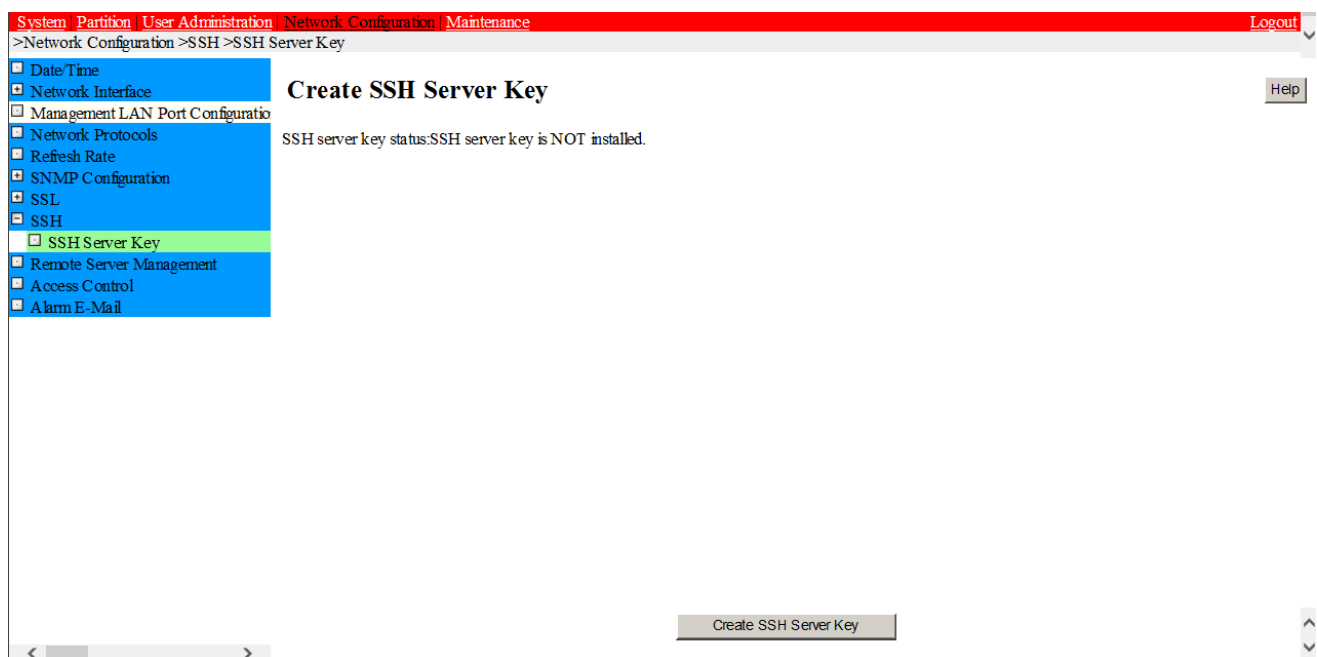 System | Partition | User Administration | Network Configuration | Maintenance Logout
>Network Configuration >SSH >SSH Server Key
Date/Time
Network Interface
Management LAN Port Configuratio
Network Protocols
Refresh Rate
SNMP Configuration
SSL
SSH
SSH Server Key
Remote Server Management
Access Control
Alarm E-Mail
Create SSH Server Key
Help
SSH server key status:SSH server key is NOT installed.
Create SSH Server Key